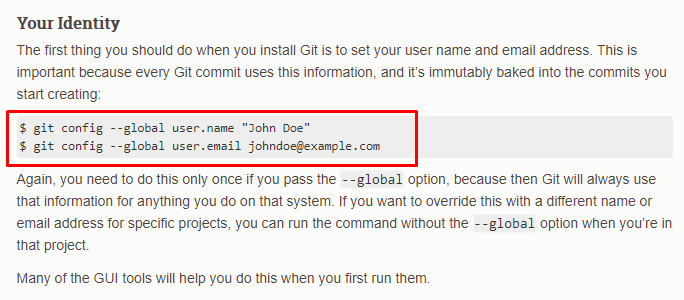 Your Identity
The first thing you should do when you install Git is to set your user name and email address. This is
important because every Git commit uses this information, and it’s immutably baked into the commits you
start creating:
$ git config --global user.name "John Doe"
$ git config --global user.email johndoe@example.com
Again, you need to do this only once if you pass the --global option, because then Git will always use
that information for anything you do on that system. If you want to override this with a different name or
email address for specific projects, you can run the command without the --global option when you’re in
that project.
Many of the GUI tools will help you do this when you first run them.